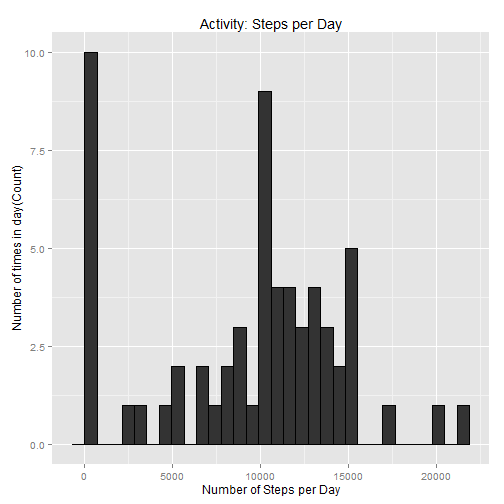 Activity: Steps per Day
Number of times in day(Count)
10.0
7.5
5.0
2.5
0.0
0 5000 10000 15000 20000
Number of Steps per Day